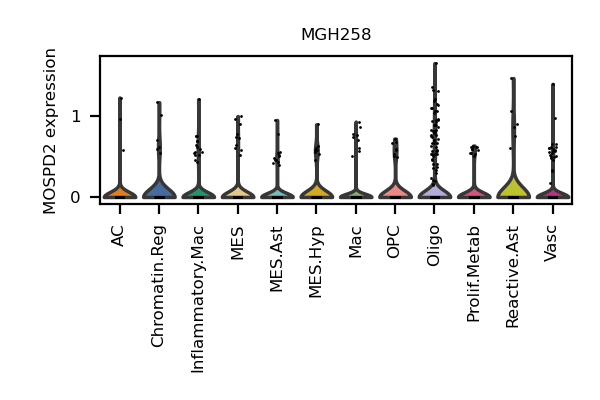 MGH258
MOSPD2 expression
1
0
AC
Chromatin.Reg
Inflammatory.Mac
MES
MES.Ast
MES.Hyp
Mac
OPC
Oligo
Prolif.Metab
Reactive.Ast
Vasc